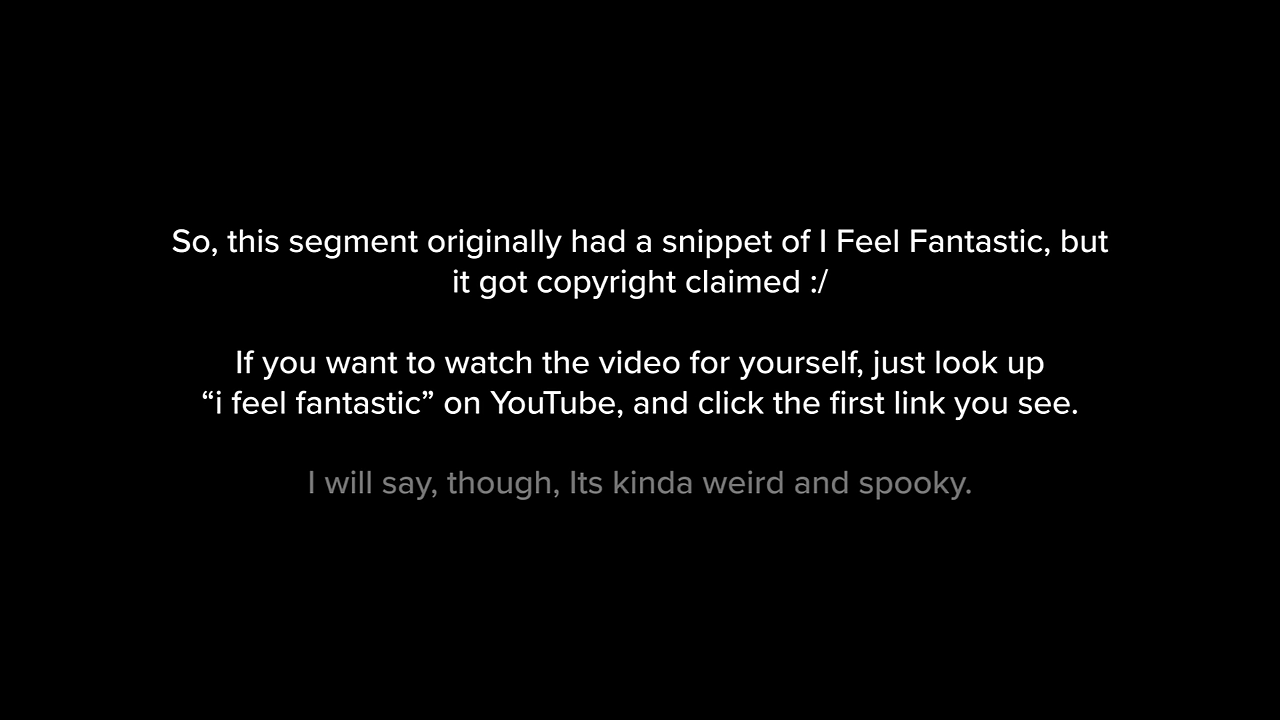 So, this segment originally had a snippet of I Feel Fantastic, but
it got copyright claimed :/
If you want to watch the video for yourself, just look up
“i feel fantastic” on YouTube, and click the first link you see.
I will say, though, Its kinda weird and spooky.